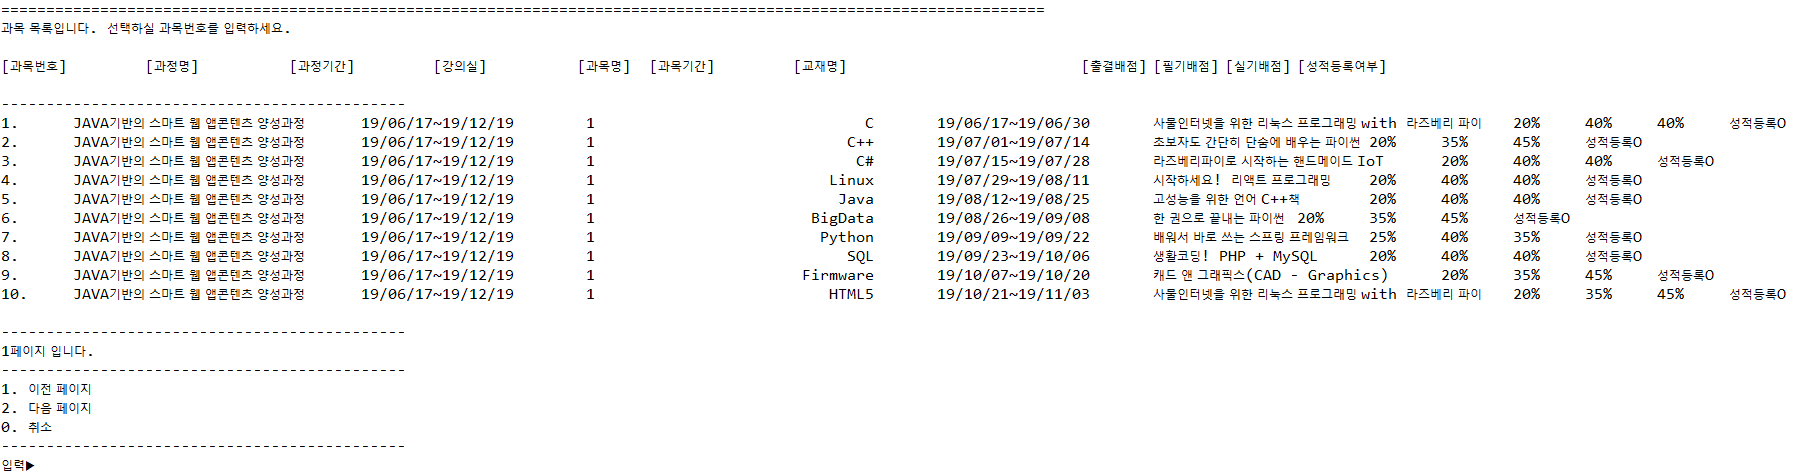 ====================================================================================================================
과목 목록입니다. 선택하실 과목번호를 입력하세요.
[과목번호] [과정명] [과정기간] [강의실] [과목명] [과목기간] [교재명] [출결배점] [필기배점] [실기배점] [성적등록여부]
---------------------------------------------
1. JAVA기반의 스마트 웹 앱콘텐츠 양성과정 19/06/17~19/12/19 1 C 19/06/17~19/06/30 사물인터넷을 위한 리눅스 프로그래밍 with 라즈베리 파이 20% 40% 40% 성적등록O
2. JAVA기반의 스마트 웹 앱콘텐츠 양성과정 19/06/17~19/12/19 1 C++ 19/07/01~19/07/14 초보자도 간단히 단숨에 배우는 파이썬 20% 35% 45% 성적등록O
3. JAVA기반의 스마트 웹 앱콘텐츠 양성과정 19/06/17~19/12/19 1 C# 19/07/15~19/07/28 라즈베리파이로 시작하는 핸드메이드 IoT 20% 40% 40% 성적등록O
4. JAVA기반의 스마트 웹 앱콘텐츠 양성과정 19/06/17~19/12/19 1 Linux 19/07/29~19/08/11 시작하세요! 리액트 프로그래밍 20% 40% 40% 성적등록O
5. JAVA기반의 스마트 웹 앱콘텐츠 양성과정 19/06/17~19/12/19 1 Java 19/08/12~19/08/25 고성능을 위한 언어 C++책 20% 40% 40% 성적등록O
6. JAVA기반의 스마트 웹 앱콘텐츠 양성과정 19/06/17~19/12/19 1 BigData 19/08/26~19/09/08 한 권으로 끝내는 파이썬 20% 35% 45% 성적등록O
7. JAVA기반의 스마트 웹 앱콘텐츠 양성과정 19/06/17~19/12/19 1 Python 19/09/09~19/09/22 배워서 바로 쓰는 스프링 프레임워크 25% 40% 35% 성적등록O
8. JAVA기반의 스마트 웹 앱콘텐츠 양성과정 19/06/17~19/12/19 1 SQL 19/09/23~19/10/06 생활코딩! PHP + MySQL 20% 40% 40% 성적등록O
9. JAVA기반의 스마트 웹 앱콘텐츠 양성과정 19/06/17~19/12/19 1 Firmware 19/10/07~19/10/20 캐드 앤 그래픽스(CAD - Graphics) 20% 35% 45% 성적등록O
10. JAVA기반의 스마트 웹 앱콘텐츠 양성과정 19/06/17~19/12/19 1 HTML5 19/10/21~19/11/03 사물인터넷을 위한 리눅스 프로그래밍 with 라즈베리 파이 20% 35% 45% 성적등록O
---------------------------------------------
1페이지 입니다.
---------------------------------------------
1. 이전 페이지
2. 다음 페이지
0. 취소
---------------------------------------------
입력▶